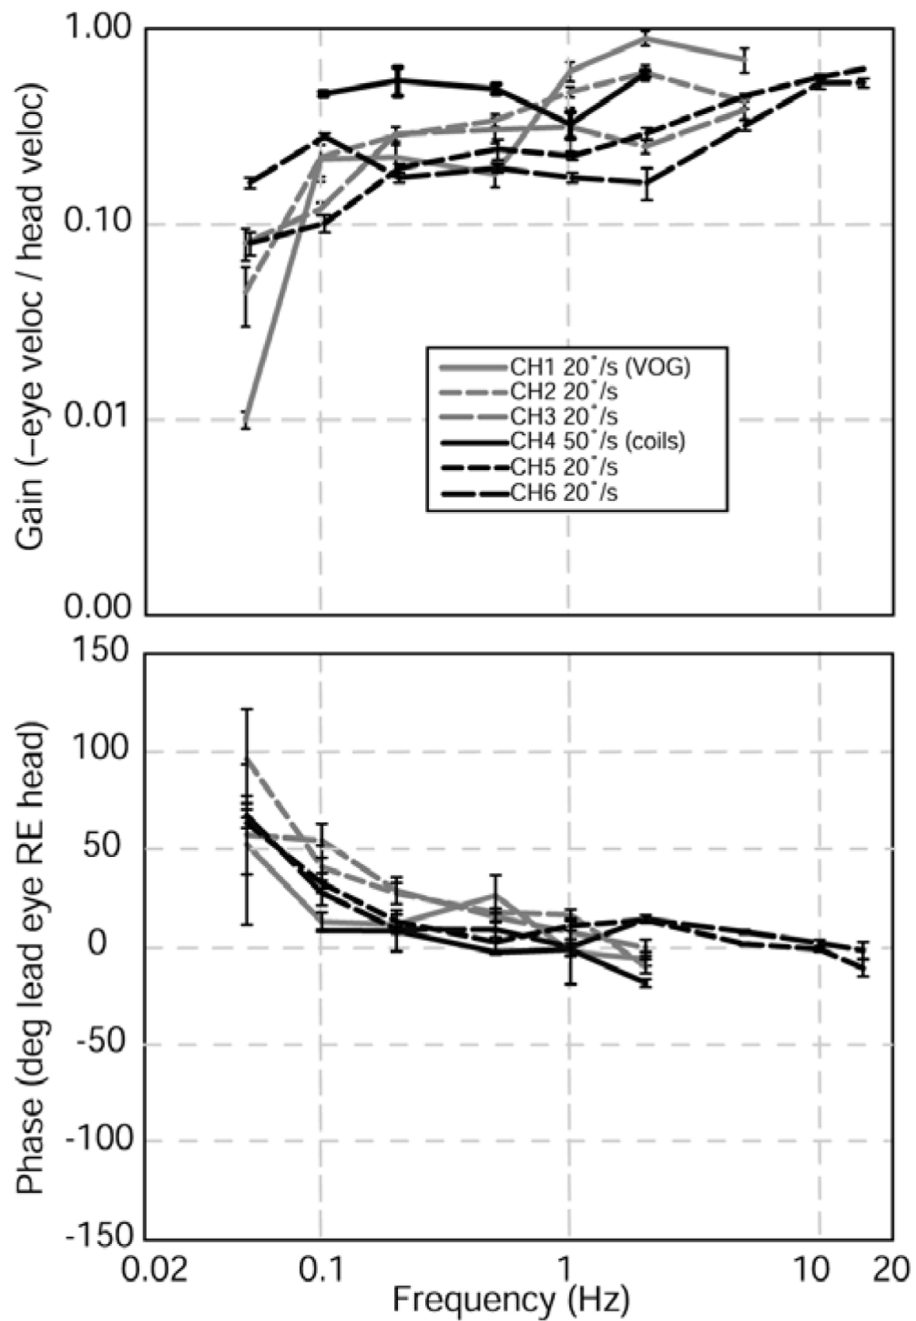 1.00
0.10
0.01
0.00
Gain (–eye veloc / head veloc)
CH1 20˚/s (VOG)
CH2 20˚/s
CH3 20˚/s
CH4 50˚/s (coils)
CH5 20˚/s
CH6 20˚/s
150
100
50
0
-50
-100
-150
Phase (deg lead eye RE head)
0.02 0.1 1 10 20
Frequency (Hz)